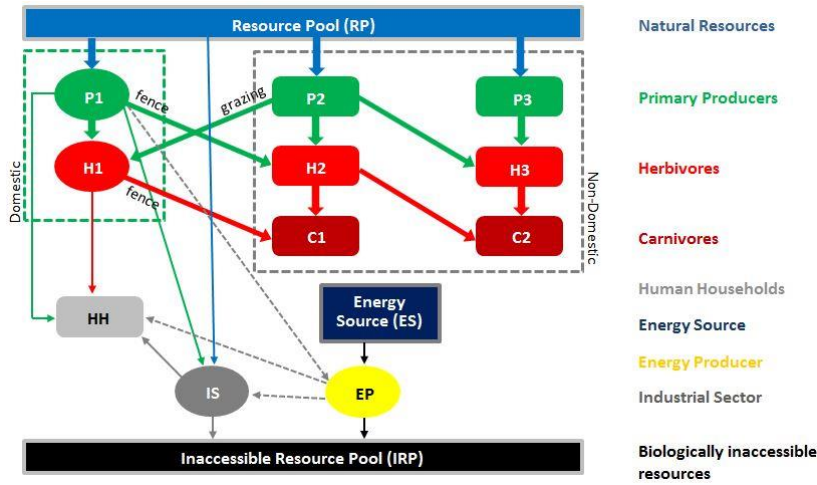 Resource Pool (RP)
Natural Resources
P1
fence
grazing
P2
P3
Primary Producers
Domestic
H1
fence
H2
H3
Non-Domestic
Herbivores
C1
C2
Carnivores
HH
Energy
Source (ES)
Human Households
Energy Source
IS
EP
Energy Producer
Industrial Sector
Inaccessible Resource Pool (IRP)
Biologically inaccessible
resources